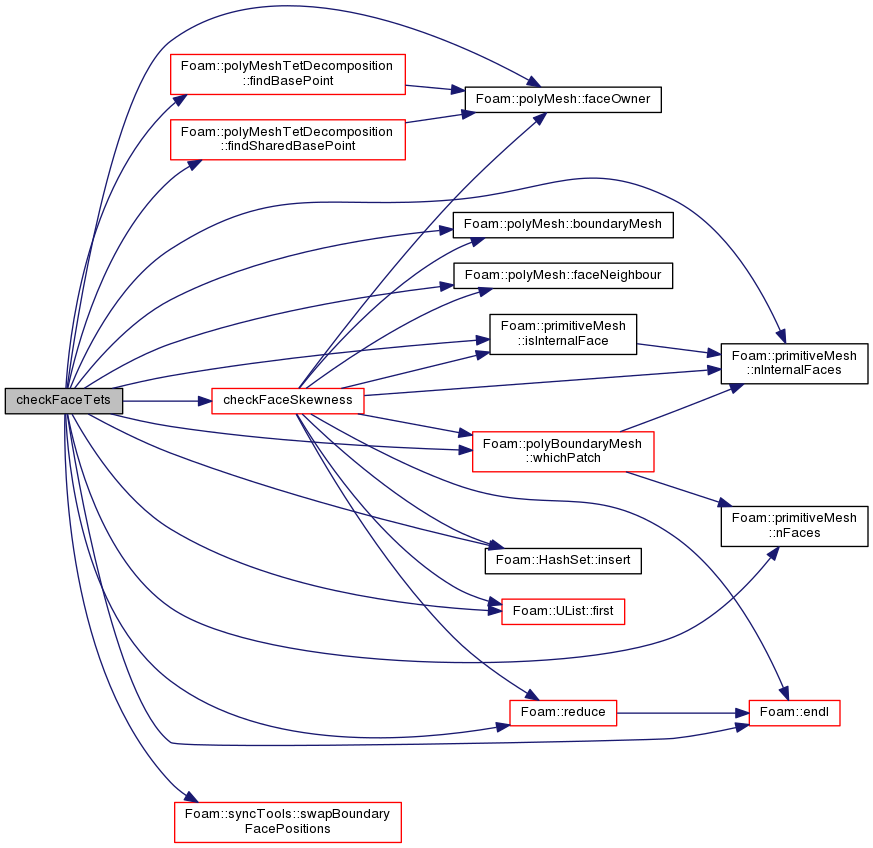 Foam::polyMeshTetDecomposition
::findBasePoint
Foam::polyMesh::faceOwner
Foam::polyMeshTetDecomposition
::findSharedBasePoint
Foam::polyMesh::boundaryMesh
Foam::polyMesh::faceNeighbour
Foam::primitiveMesh
::isInternalFace
Foam::primitiveMesh
::nInternalFaces
checkFaceTets
checkFaceSkewness
Foam::polyBoundaryMesh
::whichPatch
Foam::primitiveMesh
::nFaces
Foam::HashSet::insert
Foam::UList::first
Foam::reduce
Foam::endl
Foam::syncTools::swapBoundary
FacePositions